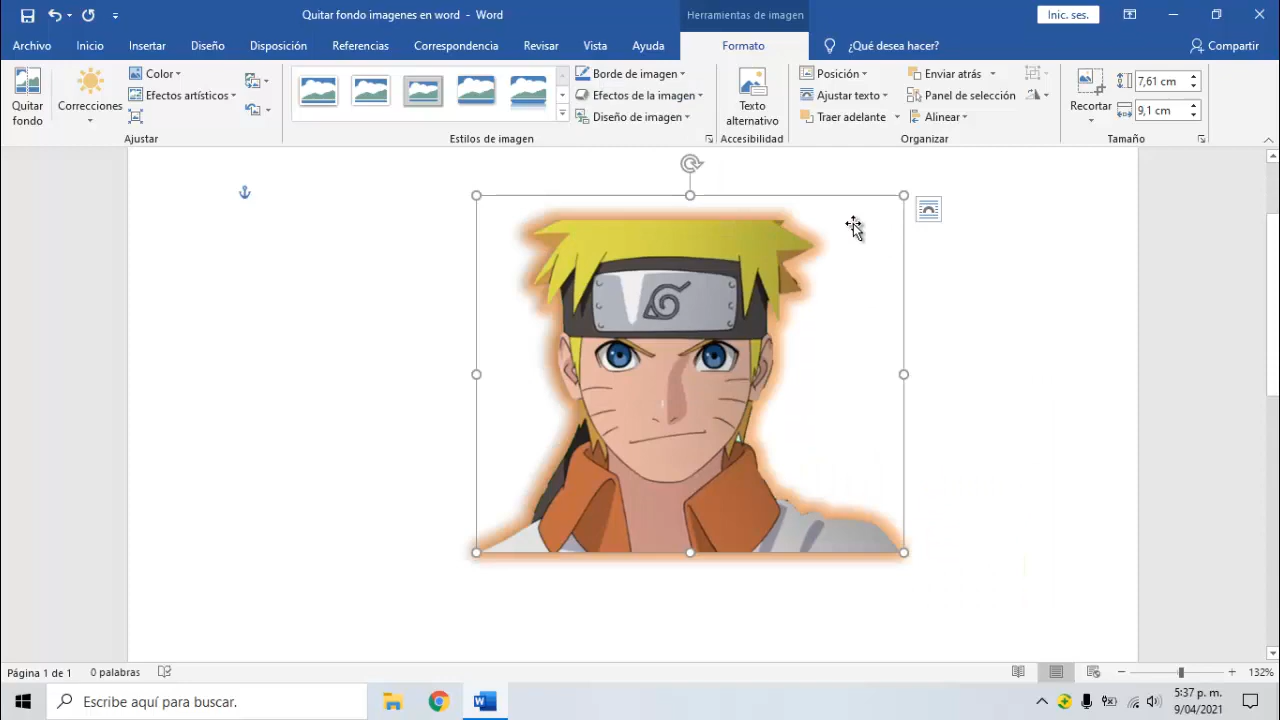 Quitar fondo imagenes en word - Word
Herramientas de imagen
Inic. ses.
Archivo Inicio Insertar Diseño Disposición Referencias Correspondencia Revisar Vista Ayuda Formato ¿Qué desea hacer? Compartir
Quitar fondo
Correcciones
Color
Efectos artísticos
Ajustar
Borde de imagen
Efectos de la imagen
Diseño de imagen
Estilos de imagen
Texto alternativo
Accesibilidad
Posición
Ajustar texto
Traer adelante
Enviar atrás
Panel de selección
Alinear
Organizar
Recortar
7,61 cm
9,1 cm
Tamaño
Página 1 de 1 0 palabras 132%
Escribe aquí para buscar.
5:37 p. m.
9/04/2021